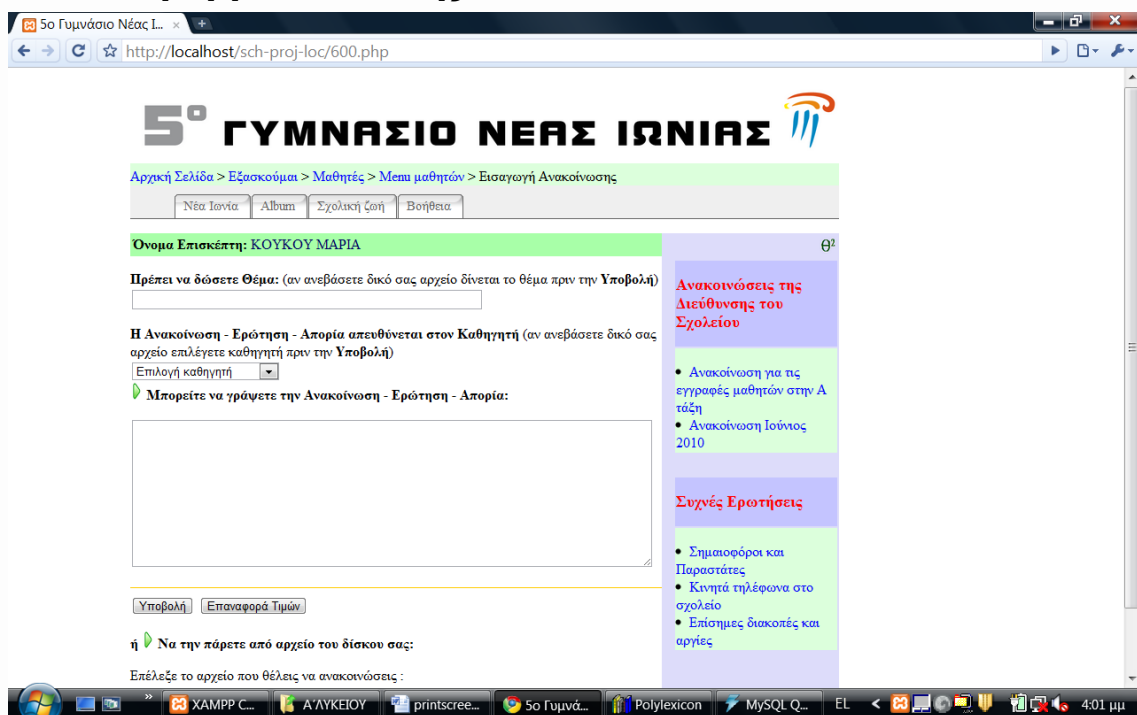 5ο Γυμνάσιο Νέας Ι...
http://localhost/sch-proj-loc/600.php
5ο ΓΥΜΝΑΣΙΟ ΝΕΑΣ ΙΩΝΙΑΣ
Αρχική Σελίδα > Εξασκούμαι > Μαθητές > Menu μαθητών > Εισαγωγή Ανακοίνωσης
Νέα Ιωνία Album Σχολική ζωή Βοήθεια
Όνομα Επισκέπτη: ΚΟΥΚΟΥ ΜΑΡΙΑ
Πρέπει να δώσετε Θέμα: (αν ανεβάσετε δικό σας αρχείο δίνεται το θέμα πριν την Υποβολή)
Η Ανακοίνωση - Ερώτηση - Απορία απευθύνεται στον Καθηγητή (αν ανεβάσετε δικό σας
αρχείο επιλέγετε καθηγητή πριν την Υποβολή)
Επιλογή καθηγητή
Μπορείτε να γράψετε την Ανακοίνωση - Ερώτηση - Απορία:
Υποβολή Επαναφορά Τιμών
ή Να την πάρετε από αρχείο του δίσκου σας:
Επέλεξε το αρχείο που θέλεις να ανακοινώσεις :
θ²
Ανακοινώσεις της
Διεύθυνσης του
Σχολείου
Ανακοίνωση για τις
εγγραφές μαθητών στην Α
τάξη
Ανακοίνωση Ιούνιος
2010
Συχνές Ερωτήσεις
Σημαιοφόροι και
Παραστάτες
Κινητά τηλέφωνα στο
σχολείο
Επίσημες διακοπές και
αργίες
XAMPP C... Α'ΛΥΚΕΙΟΥ printscree... 5ο Γυμνά... Polylexicon MySQL Q... EL 4:01 μμ